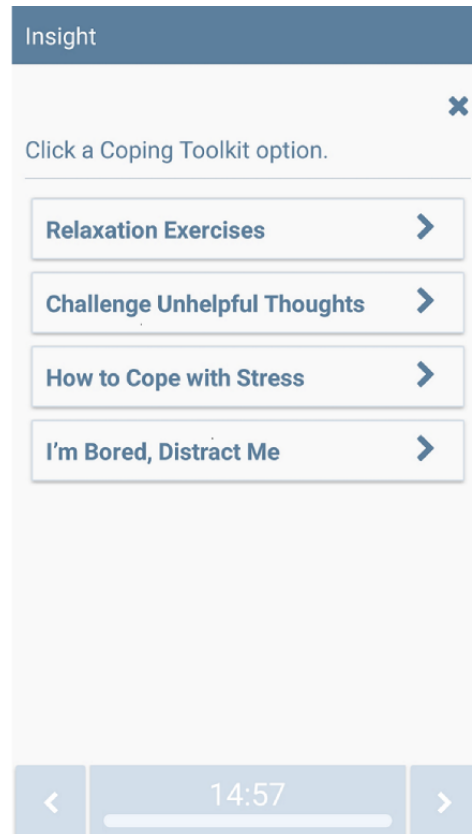 Insight
Click a Coping Toolkit option.
Relaxation Exercises
Challenge Unhelpful Thoughts
How to Cope with Stress
I'm Bored, Distract Me
14:57